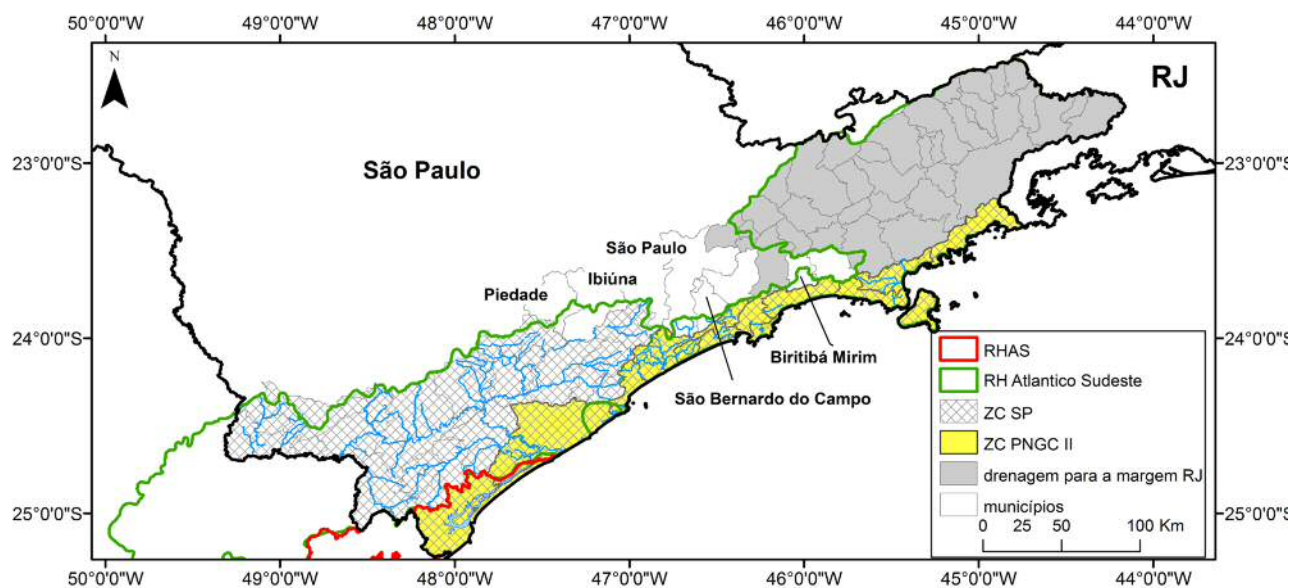 50°0'0"W 49°0'0"W 48°0'0"W 47°0'0"W 46°0'0"W 45°0'0"W 44°0'0"W
N
RJ
23°0'0"S
23°0'0"S
São Paulo
São Paulo
Ibiúna
Piedade
24°0'0"S
24°0'0"S
Biritibá Mirim
São Bernardo do Campo
RHAS
RH Atlantico Sudeste
ZC SP
ZC PNGC II
drenagem para a margem RJ
municípios
0 25 50 100 Km
25°0'0"S
25°0'0"S
50°0'0"W 49°0'0"W 48°0'0"W 47°0'0"W 46°0'0"W 45°0'0"W 44°0'0"W